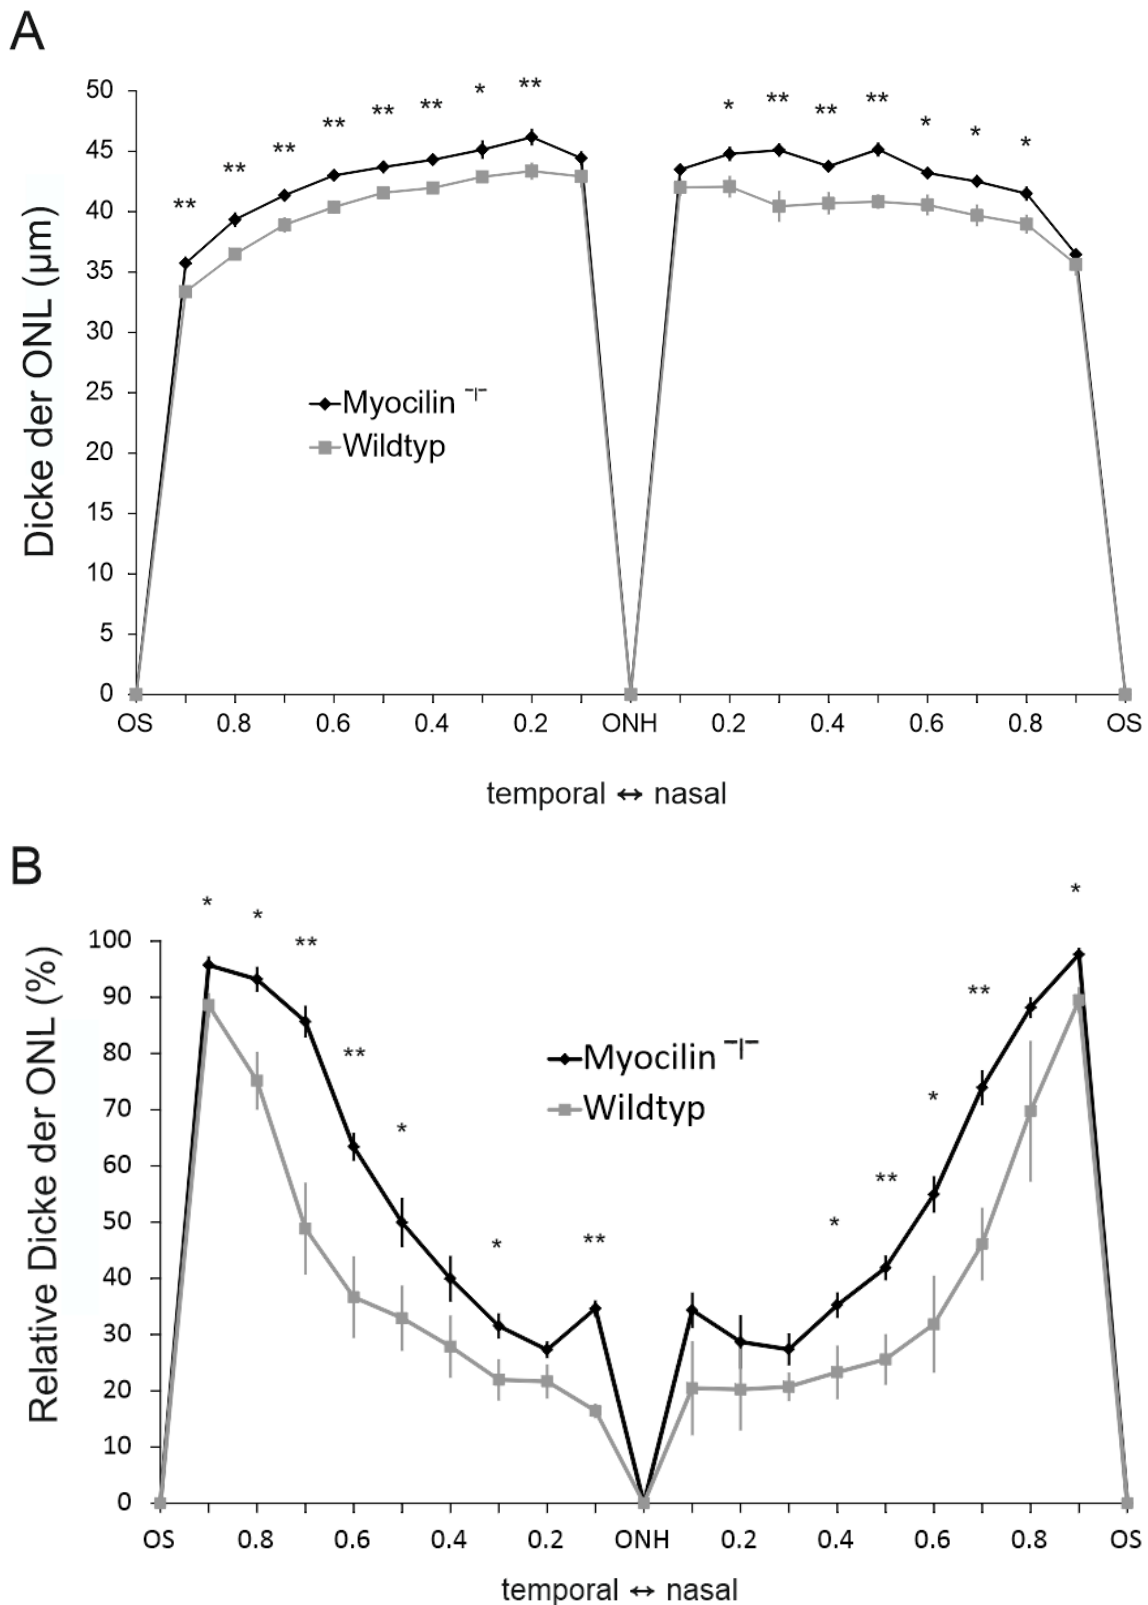 A
Dicke der ONL (µm)
50
45
40
35
30
25
20
15
10
5
0
** ** ** ** ** ** * ** * ** ** ** * * *
Myocilin -/-
Wildtyp
OS 0.8 0.6 0.4 0.2 ONH 0.2 0.4 0.6 0.8 OS
temporal ↔ nasal
B
Relative Dicke der ONL (%)
100
90
80
70
60
50
40
30
20
10
0
* * ** ** * * ** * ** * ** *
Myocilin -/-
Wildtyp
OS 0.8 0.6 0.4 0.2 ONH 0.2 0.4 0.6 0.8 OS
temporal ↔ nasal